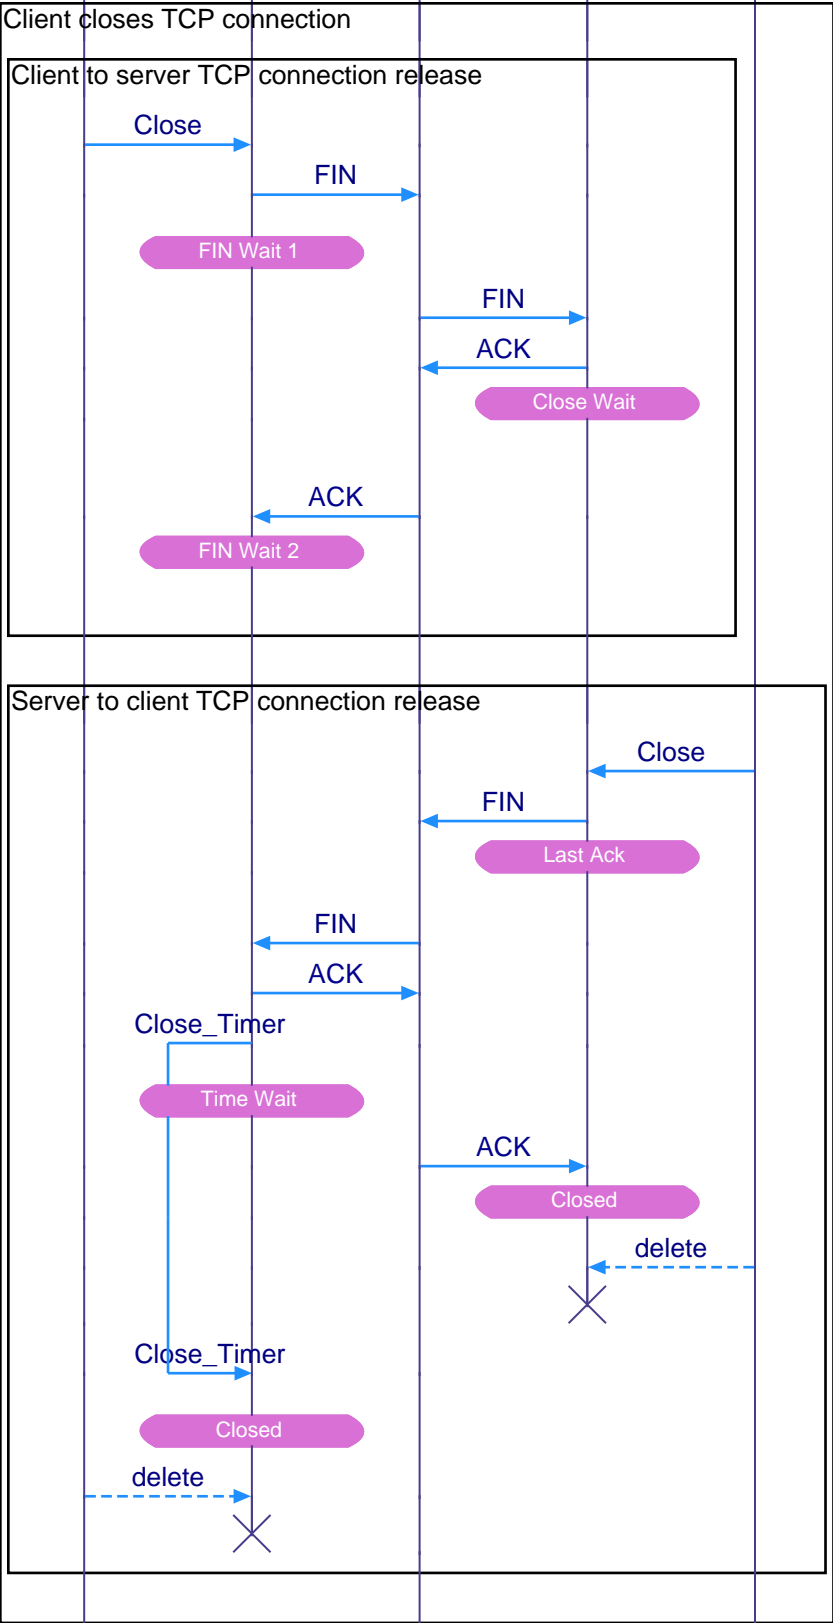 Client closes TCP connection
Client to server TCP connection release
Close
FIN
FIN Wait 1
FIN
ACK
Close Wait
ACK
FIN Wait 2
Server to client TCP connection release
Close
FIN
Last Ack
FIN
ACK
Close_Timer
Time Wait
ACK
Closed
delete
Close_Timer
Closed
delete